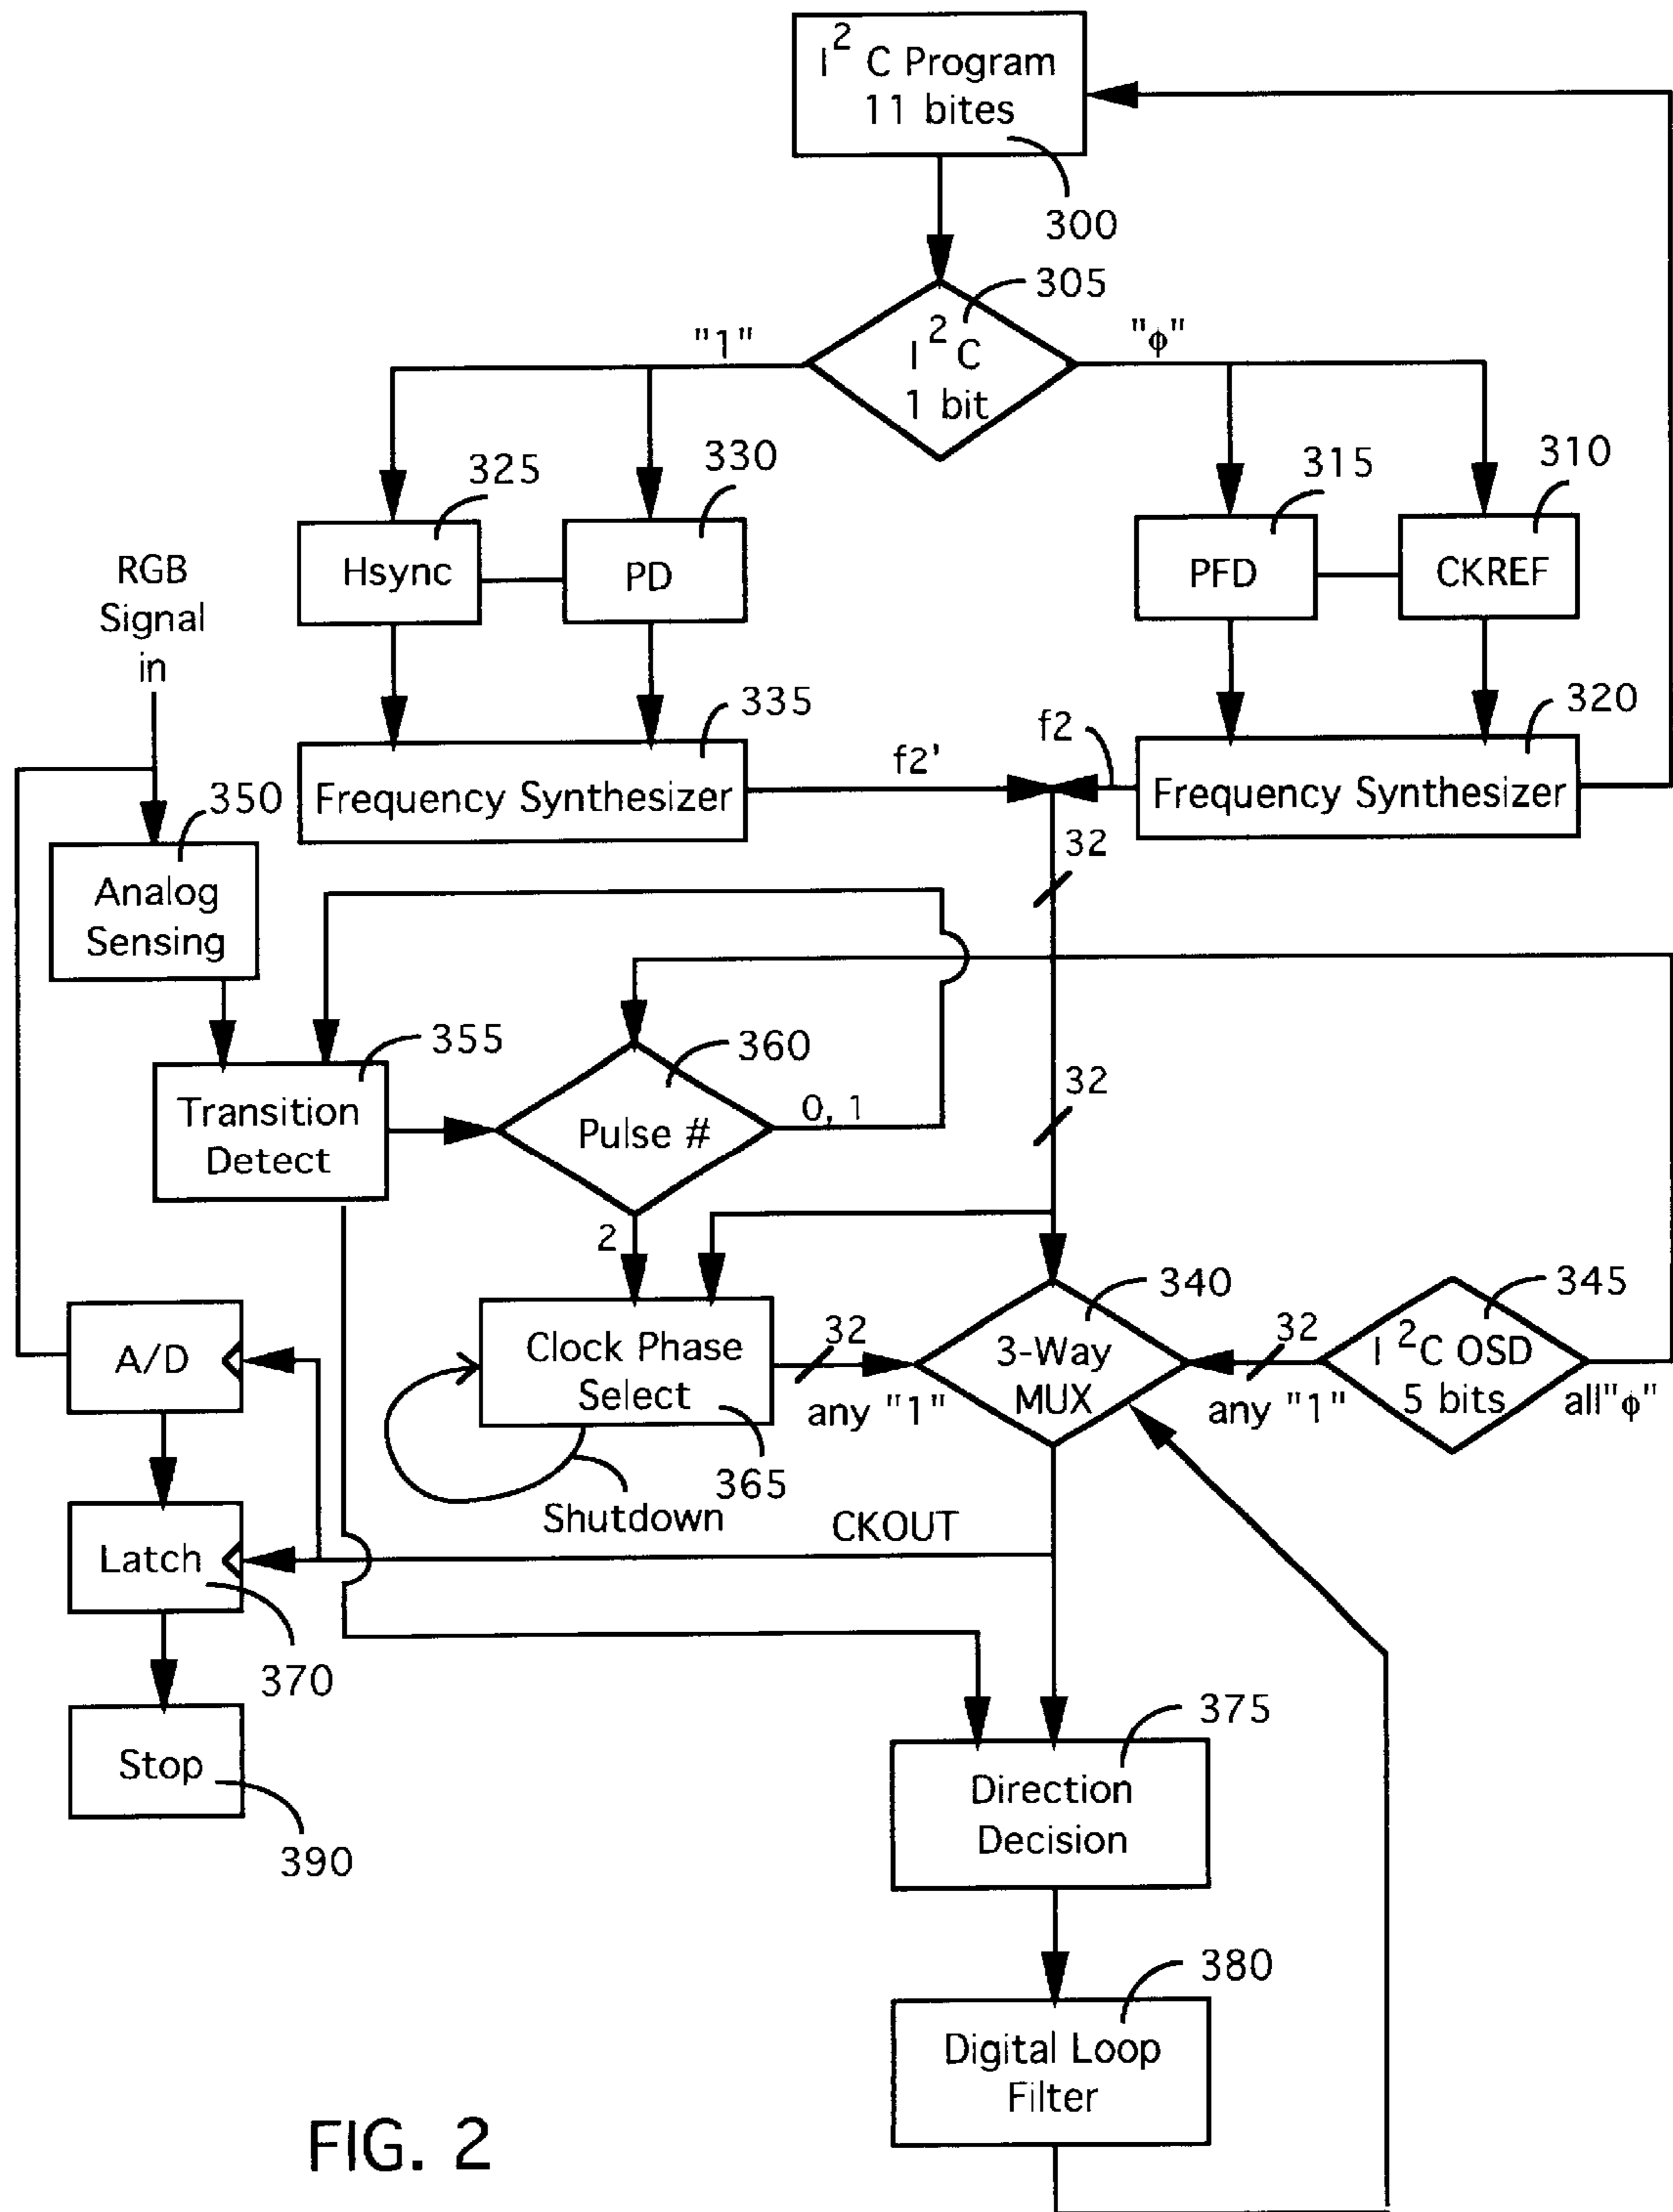 I² C Program
11 bites
300
305
"1"
"ϕ"
I² C
1 bit
325
330
315
310
RGB
Signal
in
Hsync
PD
PFD
CKREF
335
320
f2'
f2
Frequency Synthesizer
Frequency Synthesizer
350
32
Analog
Sensing
355
360
32
Transition
Detect
Pulse #
0, 1
2
340
345
A/D
Clock Phase
Select
32
any "1"
3-Way
MUX
32
any "1"
I²C OSD
5 bits
all"ϕ"
365
Shutdown
CKOUT
Latch
370
375
Stop
390
Direction
Decision
380
Digital Loop
Filter
FIG. 2